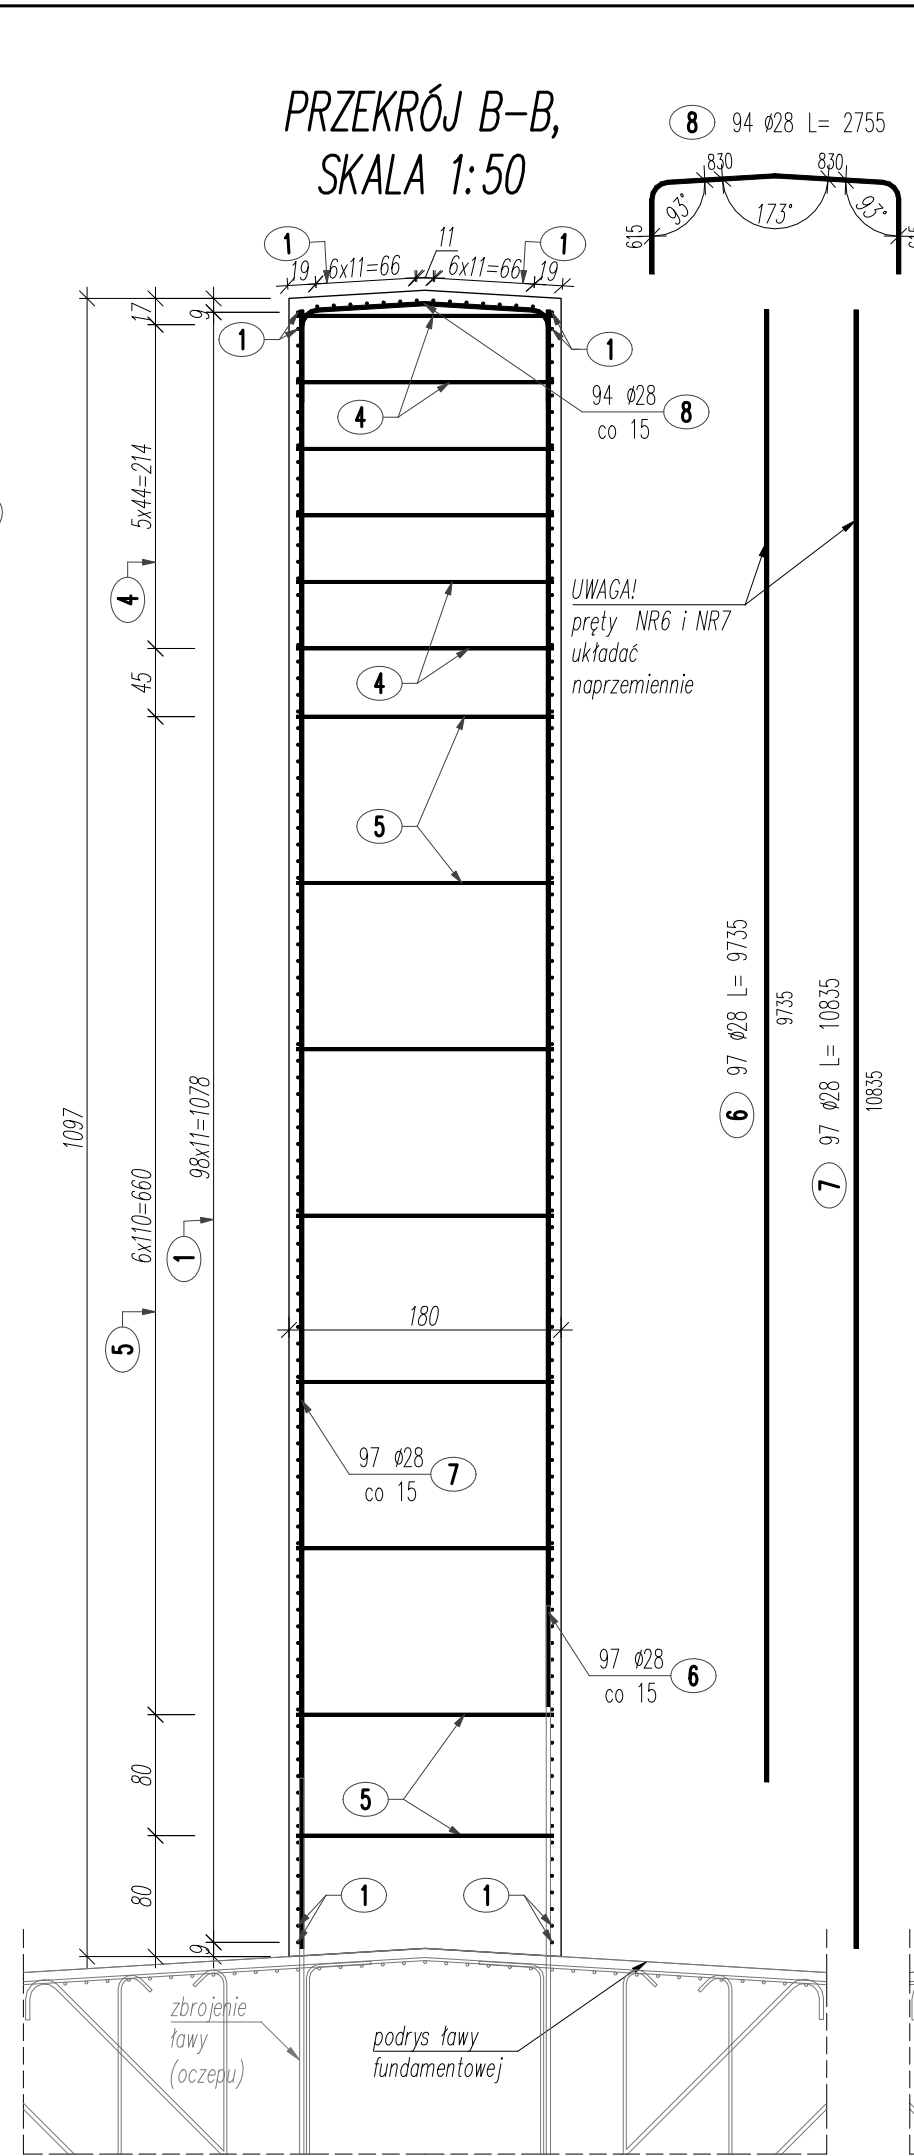 PRZEKRÓJ B-B,
SKALA 1:50
8 94 ø28 L= 2755
830 830
93° 173° 93°
615
1 11 1
19 6x11=66 6x11=66 19
17 9
1 1
4
94 ø28 8
co 15
5x44=214
4
UWAGA!
pręty NR6 i NR7
układać
naprzemiennie
45
4
5
6 97 ø28 L= 9735
9735
7 97 ø28 L= 10835
10835
1097
98x11=1078
1
6x110=660
5
180
97 ø28 7
co 15
97 ø28 6
co 15
80
5
80
1 1
9
zbrojenie
ławy
(oczepu)
podrys ławy
fundamentowej